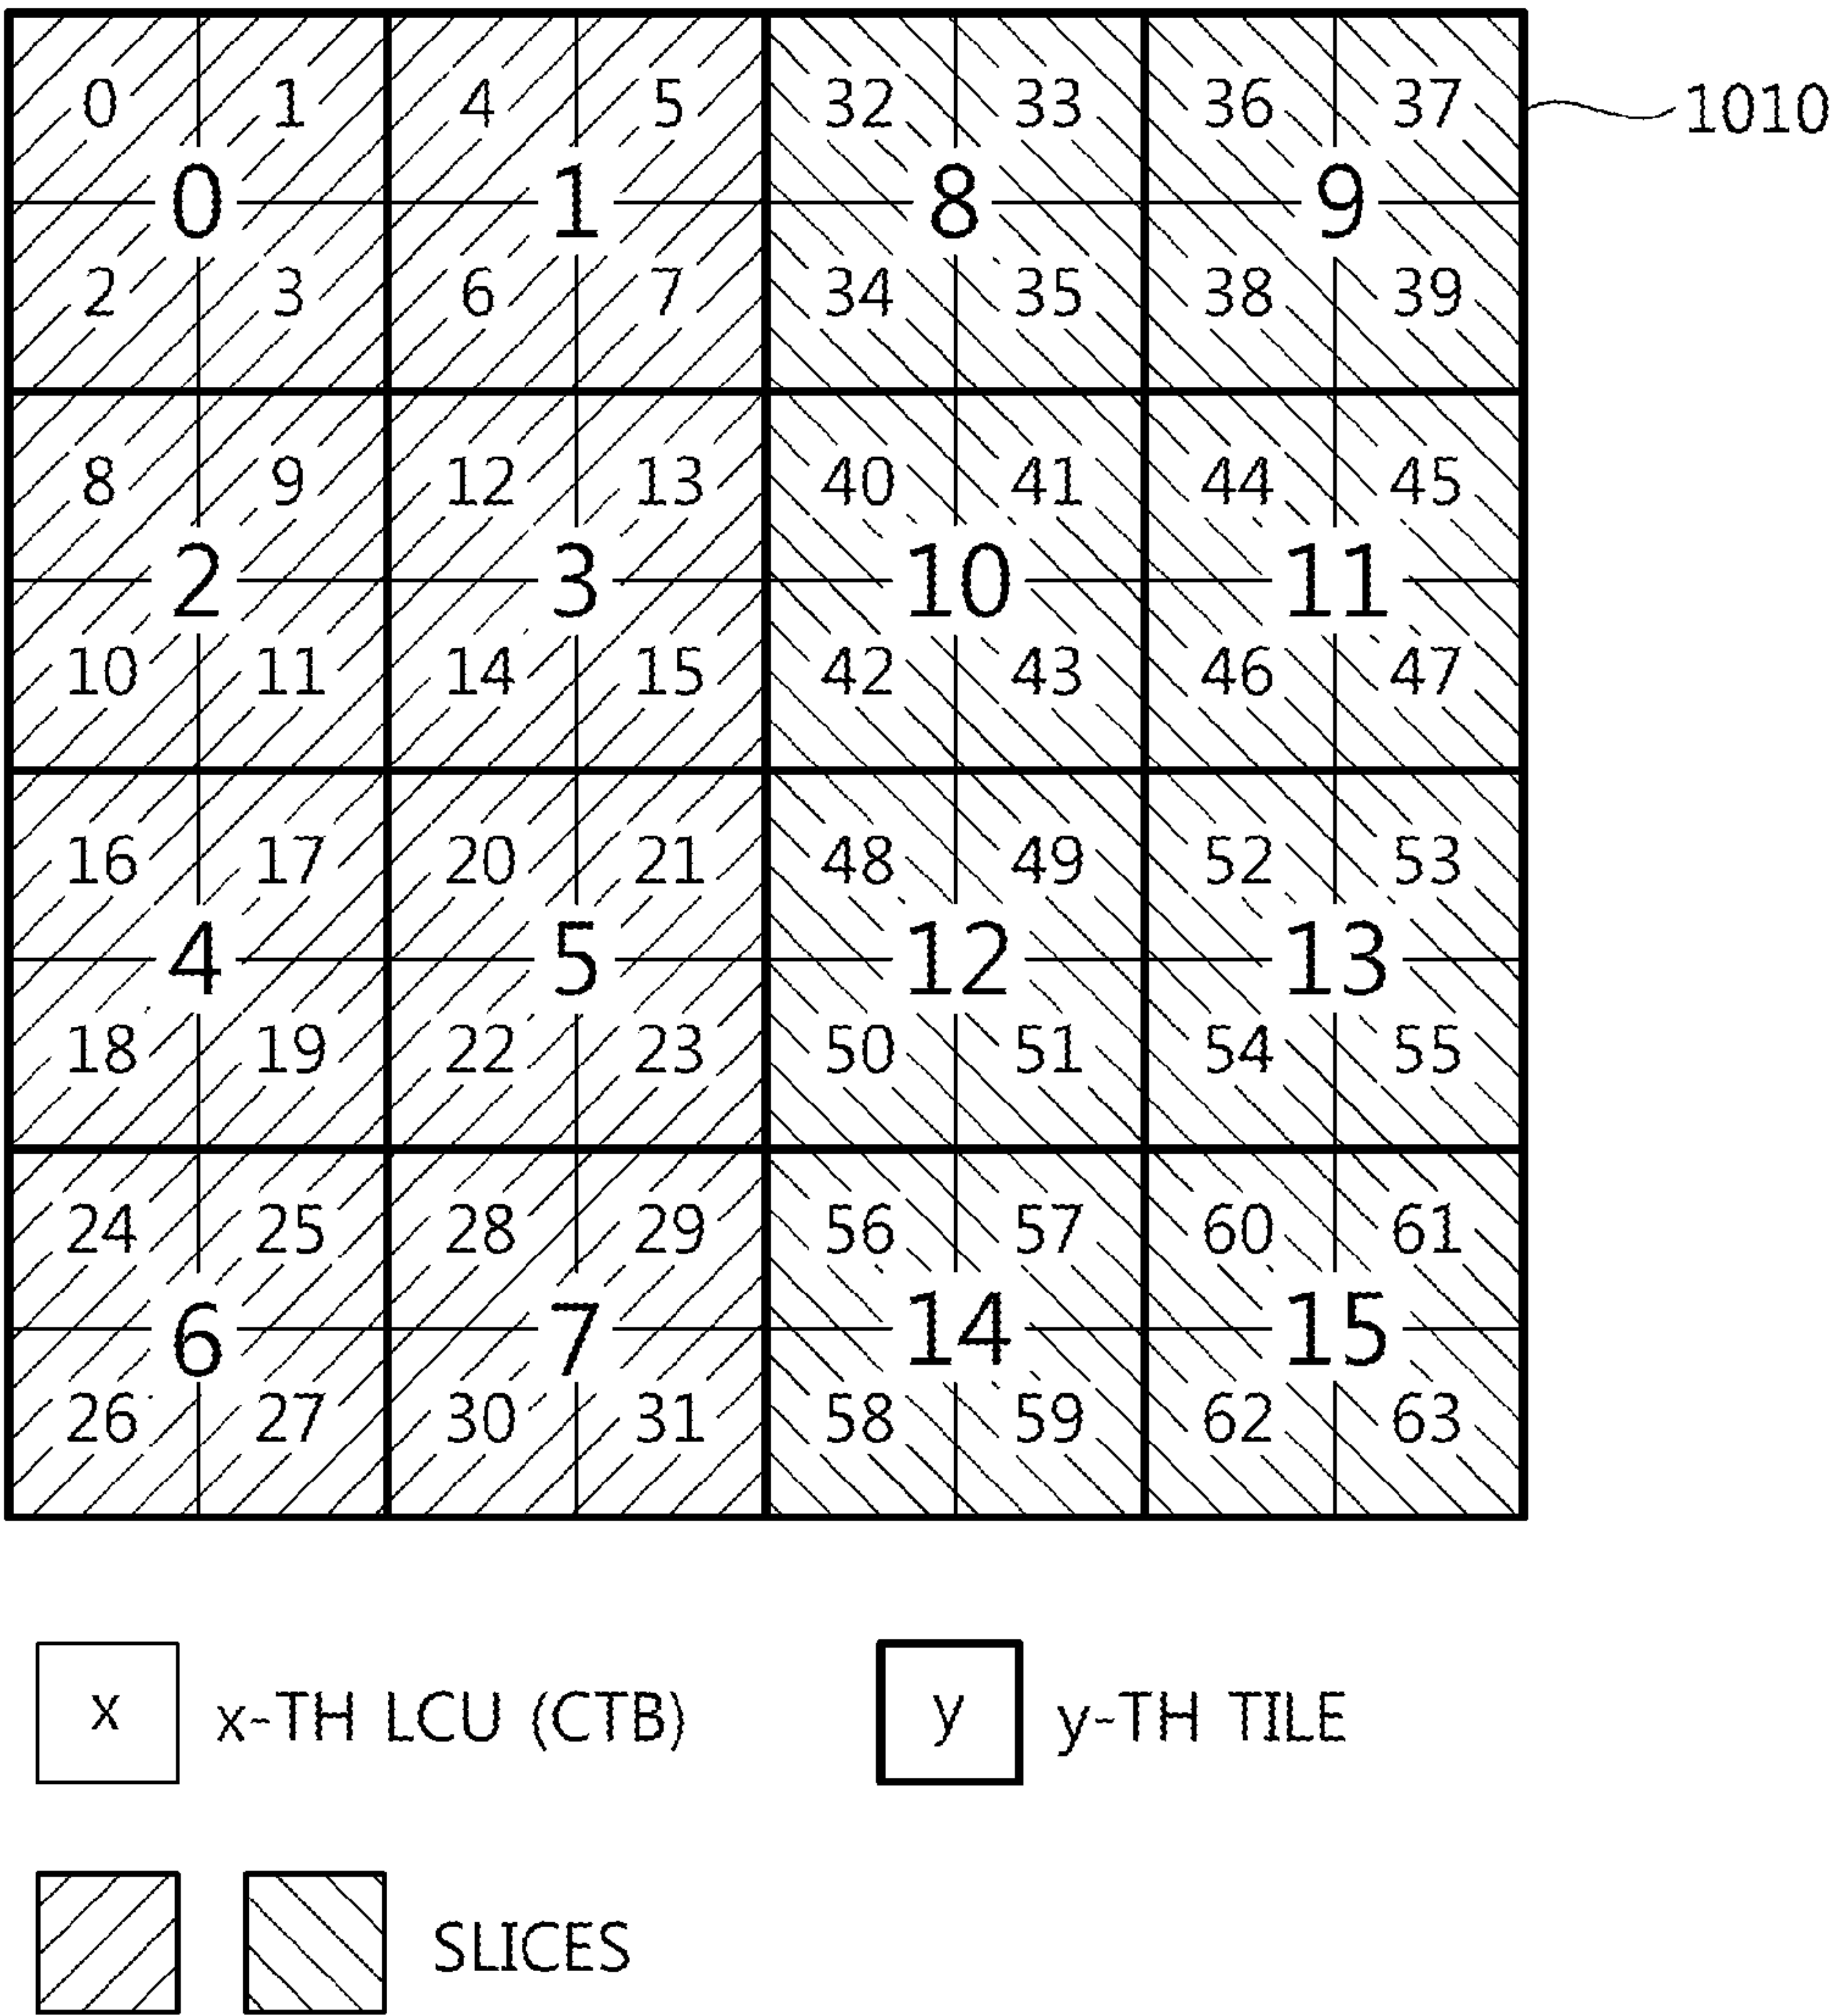 0 1 4 5 32 33 36 37 1010
0 1 8 9
2 3 6 7 34 35 38 39
8 9 12 13 40 41 44 45
2 3 10 11
10 11 14 15 42 43 46 47
16 17 20 21 48 49 52 53
4 5 12 13
18 19 22 23 50 51 54 55
24 25 28 29 56 57 60 61
6 7 14 15
26 27 30 31 58 59 62 63
x x-TH LCU (CTB) y y-TH TILE
SLICES